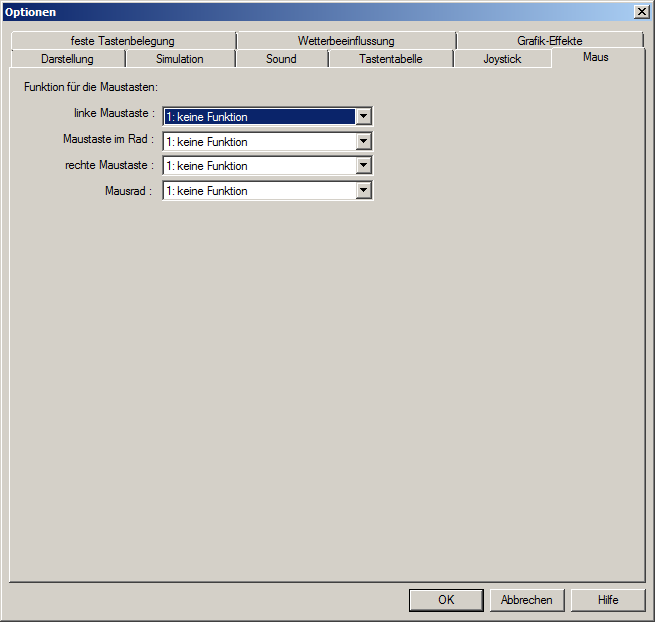 Optionen
feste Tastenbelegung Wetterbeeinflussung Grafik-Effekte
Darstellung Simulation Sound Tastentabelle Joystick Maus
Funktion für die Maustasten:
linke Maustaste : 1: keine Funktion
Maustaste im Rad : 1: keine Funktion
rechte Maustaste : 1: keine Funktion
Mausrad : 1: keine Funktion
OK Abbrechen Hilfe